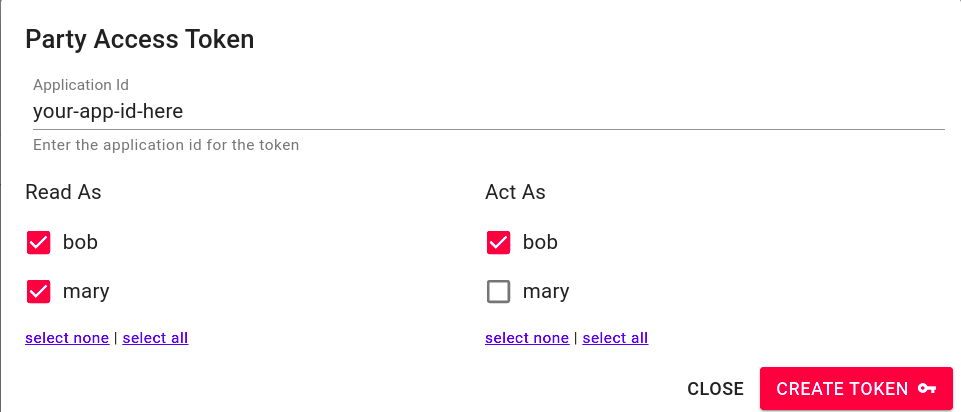 Party Access Token
Application Id
your-app-id-here
Enter the application id for the token
Read As
Act As
bob
bob
mary
mary
select none | select all
select none | select all
CLOSE
CREATE TOKEN